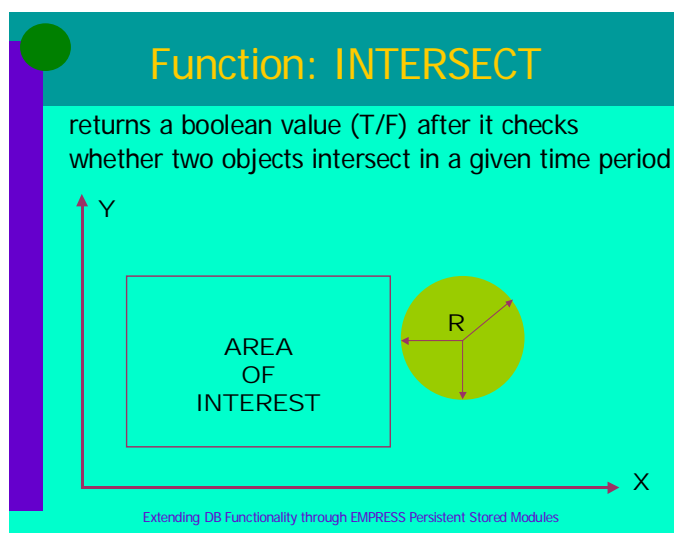 Function: INTERSECT
returns a boolean value (T/F) after it checks
whether two objects intersect in a given time period
Y
R
AREA
OF
INTEREST
X
Extending DB Functionality through EMPRESS Persistent Stored Modules